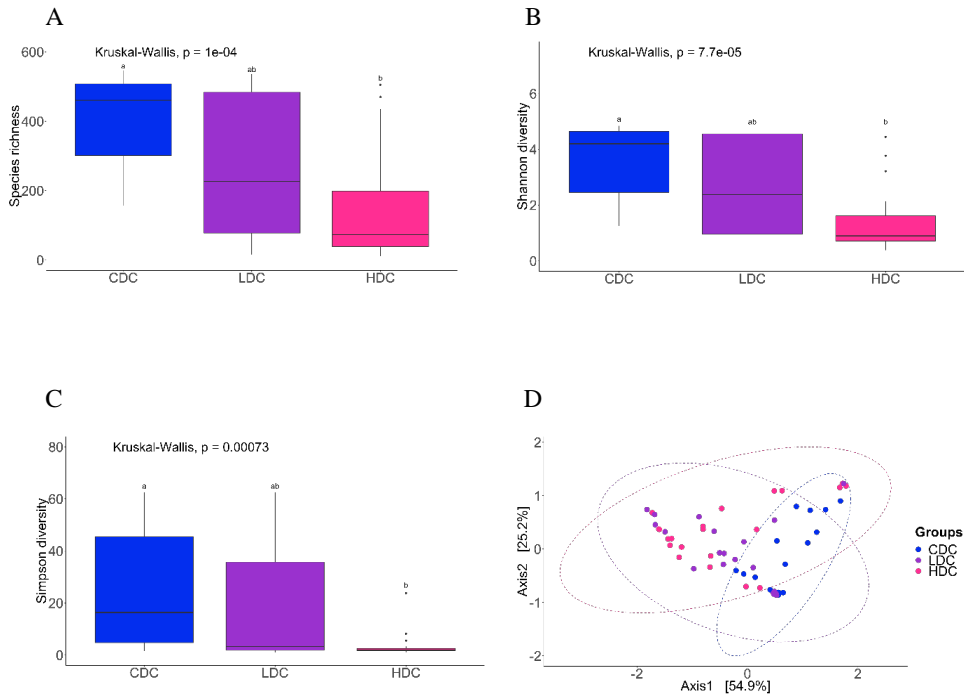 A
Kruskal-Wallis, p = 1e-04
600
400
200
0
Species richness
a
ab
b
CDC
LDC
HDC
B
Kruskal-Wallis, p = 7.7e-05
6
4
2
0
Shannon diversity
a
ab
b
CDC
LDC
HDC
C
Kruskal-Wallis, p = 0.00073
80
60
40
20
0
Simpson diversity
a
ab
b
CDC
LDC
HDC
D
2
1
0
-1
-2
Axis2 [25.2%]
-2
0
2
Axis1 [54.9%]
Groups
CDC
LDC
HDC